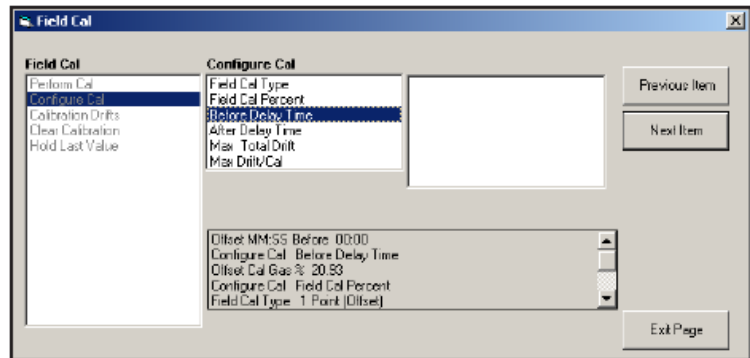 Field Cal
Field Cal
Configure Cal
Perform Cal
Configure Cal
Calibration Drifts
Clear Calibration
Hold Last Value
Field Cal Type
Field Cal Percent
Before Delay Time
After Delay Time
Max Total Drift
Max Drift/Cal
Previous Item
Next Item
Offset MM:SS Before 00:00
Configure Cal Before Delay Time
Offset Cal Gas % 20.93
Configure Cal Field Cal Percent
Field Cal Type 1 Point (Offset)
Exit Page